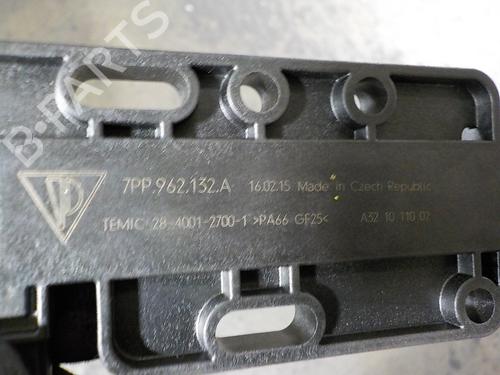 B-PARTS
7PP.962.132.A 16.02.15 Made in Czech Republic
TEMIC 28-4001-2700-1 >PA66 GF25< A32 10 110 02